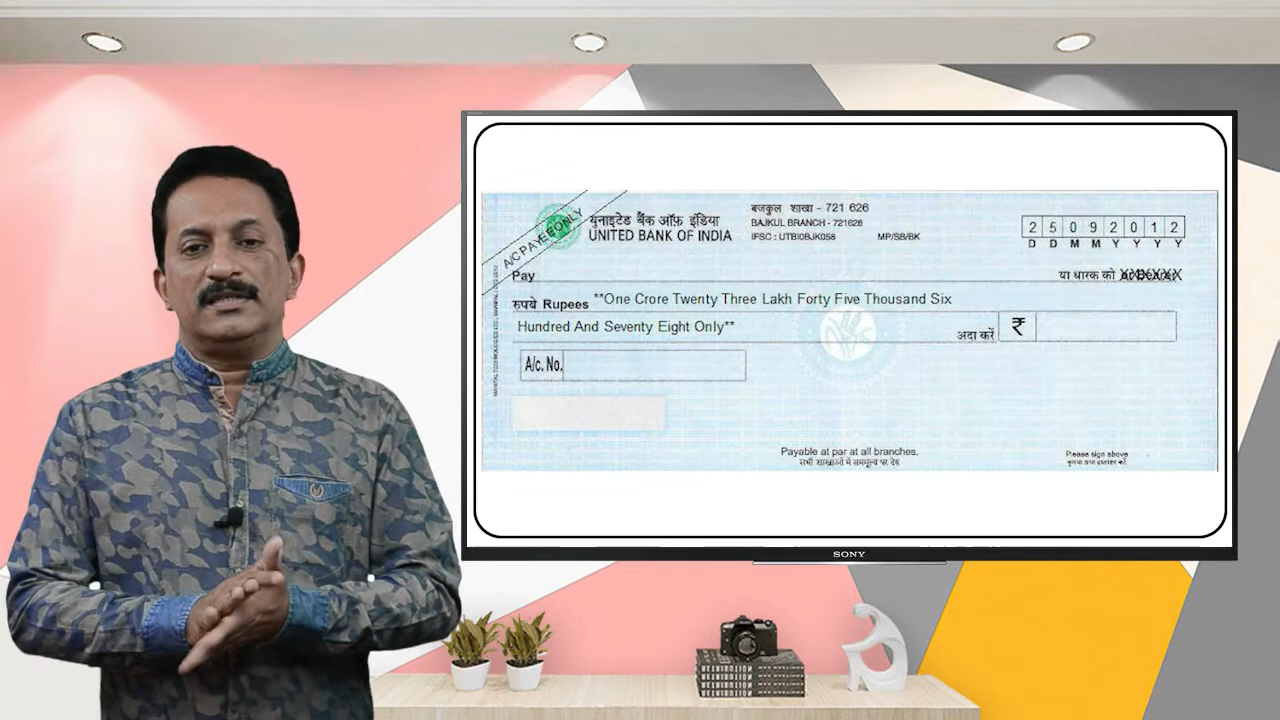 A/C PAYEE ONLY
युनाइटेड बैंक ऑफ़ इंडिया
UNITED BANK OF INDIA
बजकुल शाखा - 721 626
BAJKUL BRANCH - 721626
IFSC : UTBI0BJK058 MP/SB/BK
2 5 0 9 2 0 1 2
D D M M Y Y Y Y
Pay या धारक को
रुपये Rupees **One Crore Twenty Three Lakh Forty Five Thousand Six
Hundred And Seventy Eight Only**
अदा करें ₹
A/c. No.
Payable at par at all branches.
सभी शाखाओं में सममूल्य पर देय
Please sign above
SONY